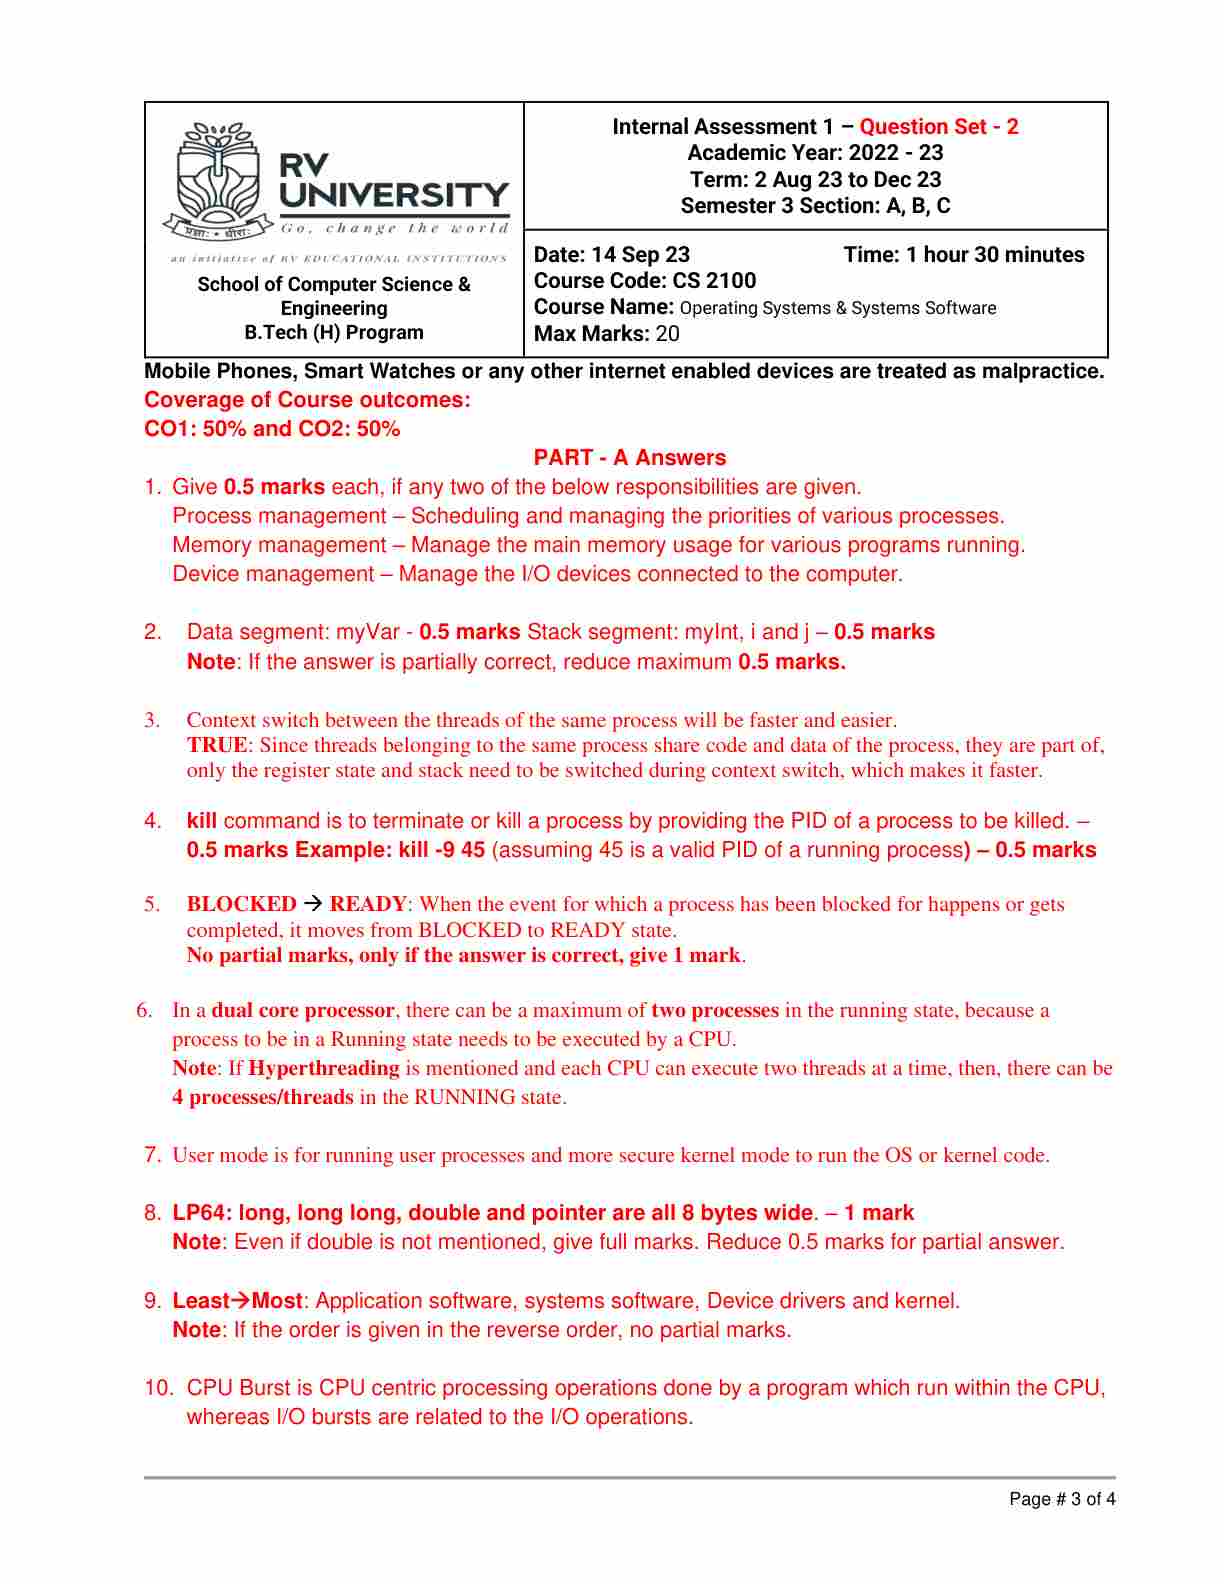 RV
UNIVERSITY
Go, change the world
an initiative of RV EDUCATIONAL INSTITUTIONS
प्रज्ञाः • धीराः
School of Computer Science &
Engineering
B.Tech (H) Program
Internal Assessment 1 – Question Set - 2
Academic Year: 2022 - 23
Term: 2 Aug 23 to Dec 23
Semester 3 Section: A, B, C
Date: 14 Sep 23 Time: 1 hour 30 minutes
Course Code: CS 2100
Course Name: Operating Systems & Systems Software
Max Marks: 20
Mobile Phones, Smart Watches or any other internet enabled devices are treated as malpractice.
Coverage of Course outcomes:
CO1: 50% and CO2: 50%
PART - A Answers
1. Give 0.5 marks each, if any two of the below responsibilities are given.
Process management – Scheduling and managing the priorities of various processes.
Memory management – Manage the main memory usage for various programs running.
Device management – Manage the I/O devices connected to the computer.
2. Data segment: myVar - 0.5 marks Stack segment: myInt, i and j – 0.5 marks
Note: If the answer is partially correct, reduce maximum 0.5 marks.
3. Context switch between the threads of the same process will be faster and easier.
TRUE: Since threads belonging to the same process share code and data of the process, they are part of,
only the register state and stack need to be switched during context switch, which makes it faster.
4. kill command is to terminate or kill a process by providing the PID of a process to be killed. –
0.5 marks Example: kill -9 45 (assuming 45 is a valid PID of a running process) – 0.5 marks
5. BLOCKED → READY: When the event for which a process has been blocked for happens or gets
completed, it moves from BLOCKED to READY state.
No partial marks, only if the answer is correct, give 1 mark.
6. In a dual core processor, there can be a maximum of two processes in the running state, because a
process to be in a Running state needs to be executed by a CPU.
Note: If Hyperthreading is mentioned and each CPU can execute two threads at a time, then, there can be
4 processes/threads in the RUNNING state.
7. User mode is for running user processes and more secure kernel mode to run the OS or kernel code.
8. LP64: long, long long, double and pointer are all 8 bytes wide. – 1 mark
Note: Even if double is not mentioned, give full marks. Reduce 0.5 marks for partial answer.
9. Least→Most: Application software, systems software, Device drivers and kernel.
Note: If the order is given in the reverse order, no partial marks.
10. CPU Burst is CPU centric processing operations done by a program which run within the CPU,
whereas I/O bursts are related to the I/O operations.
Page # 3 of 4